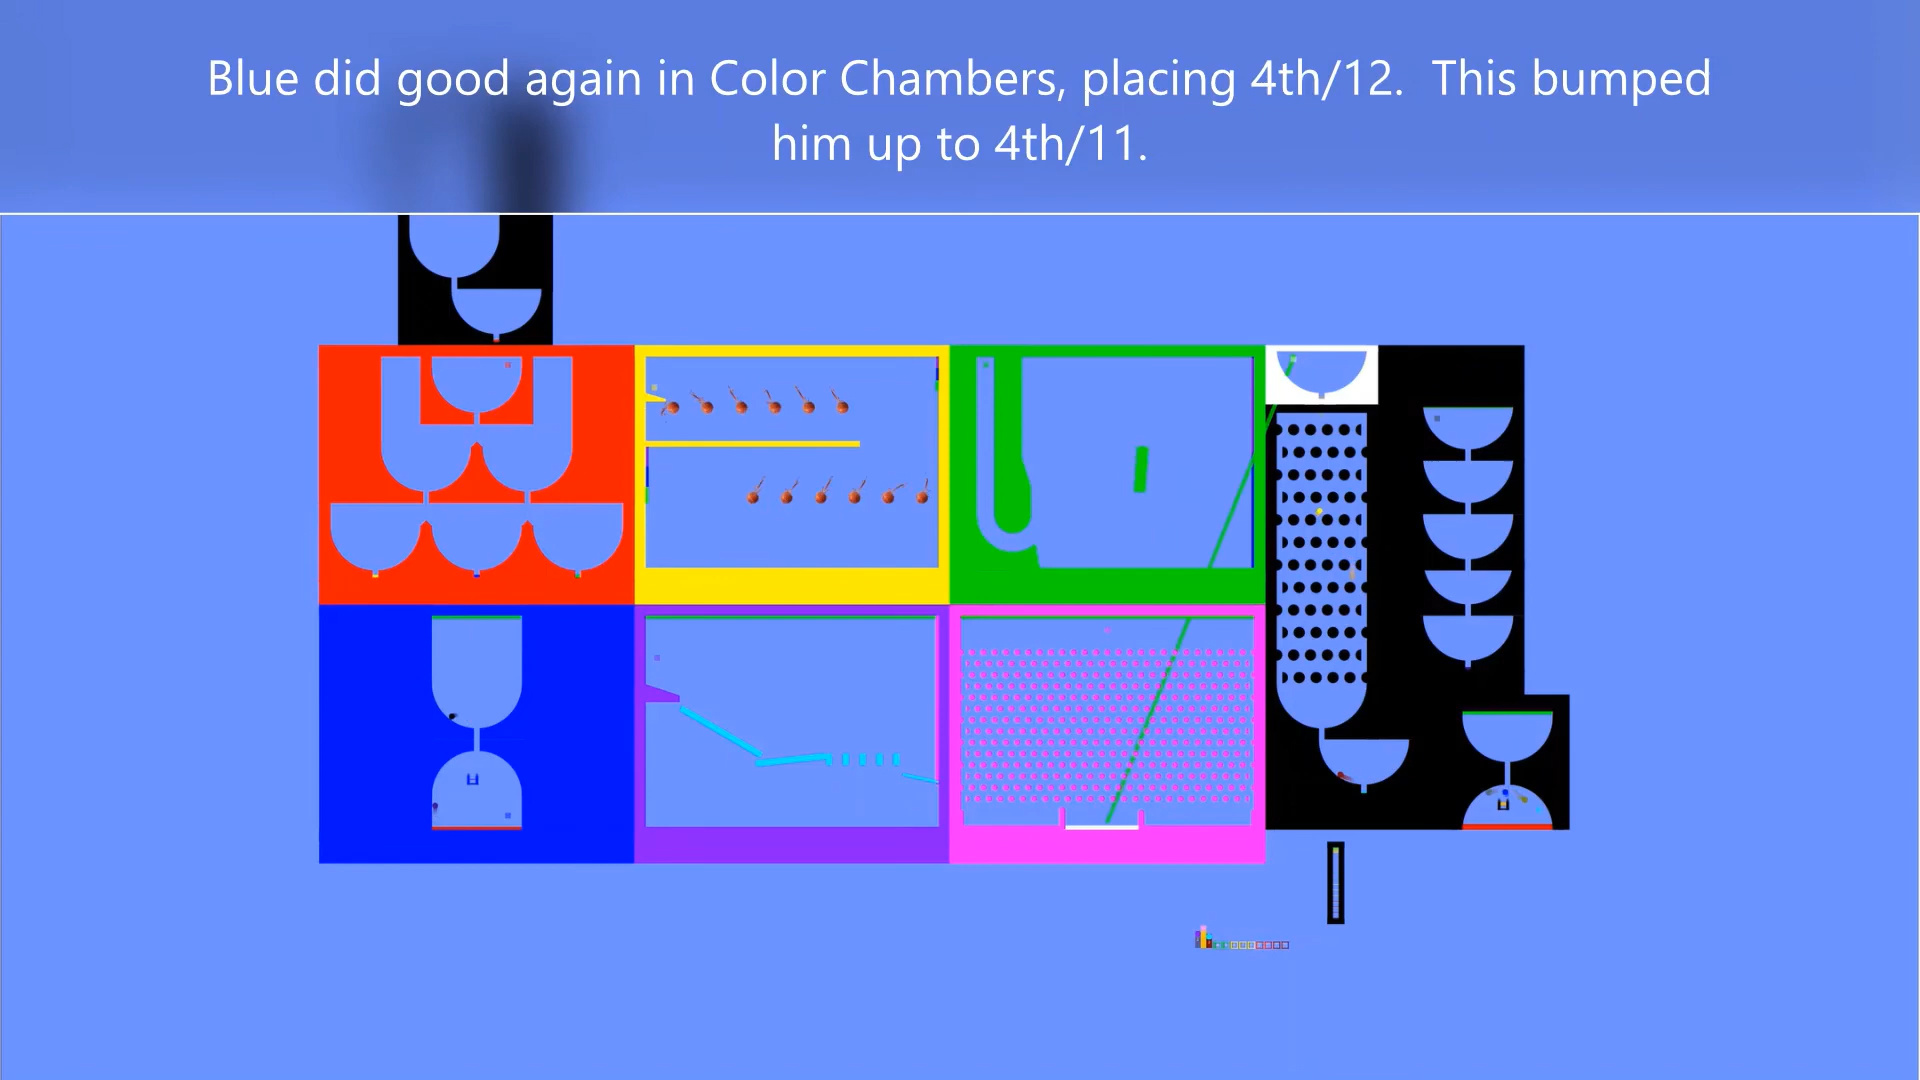 Blue did good again in Color Chambers, placing 4th/12.  This bumped
him up to 4th/11.